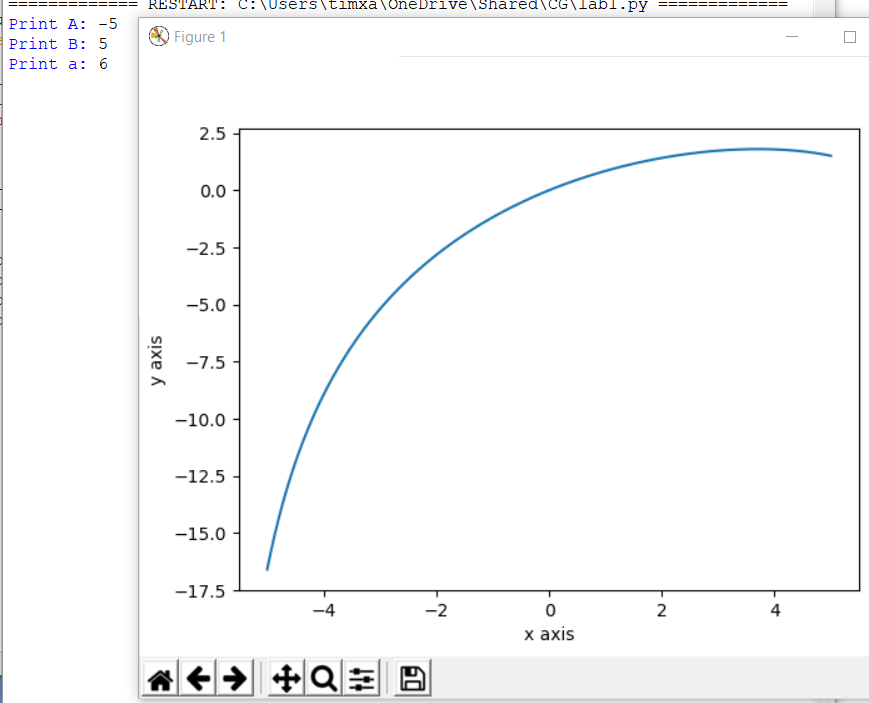 ============= RESTART: C:\Users\timxa\OneDrive\Shared\CG\lab1.py =============
Print A: -5
Print B: 5
Print a: 6
Figure 1
2.5
0.0
−2.5
−5.0
−7.5
−10.0
−12.5
−15.0
−17.5
y axis
−4
−2
0
2
4
x axis